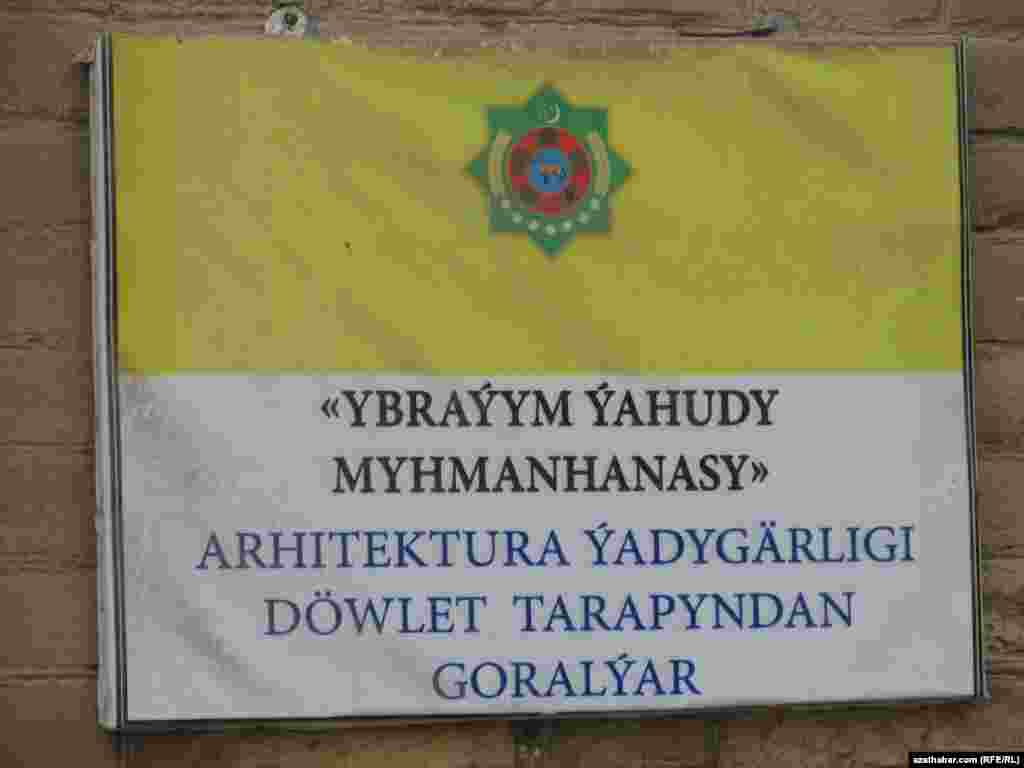 «YBRAÝYM ÝAHUDY
MYHMANHANASY»
ARHITEKTURA ÝADYGÄRLIGI
DÖWLET TARAPYNDAN
GORALÝAR
azathabar.com (RFE/RL)